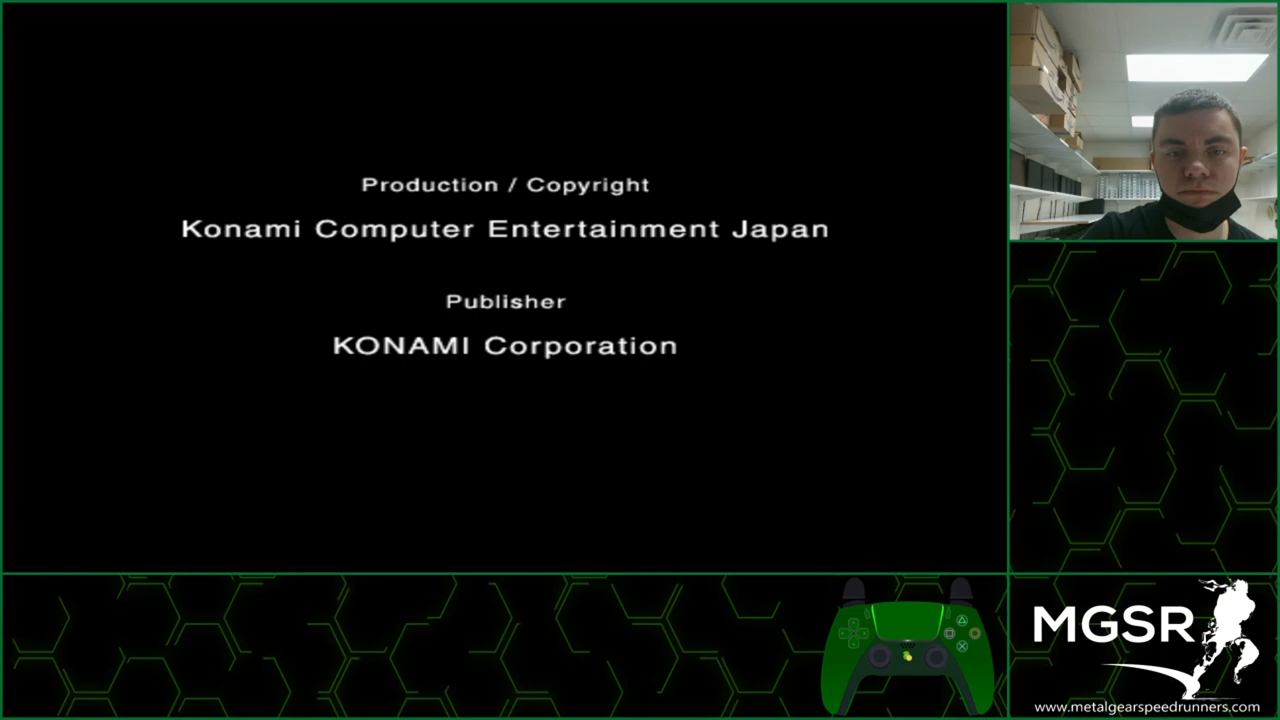 Production / Copyright
Konami Computer Entertainment Japan
Publisher
KONAMI Corporation
MGSR
www.metalgearspeedrunners.com